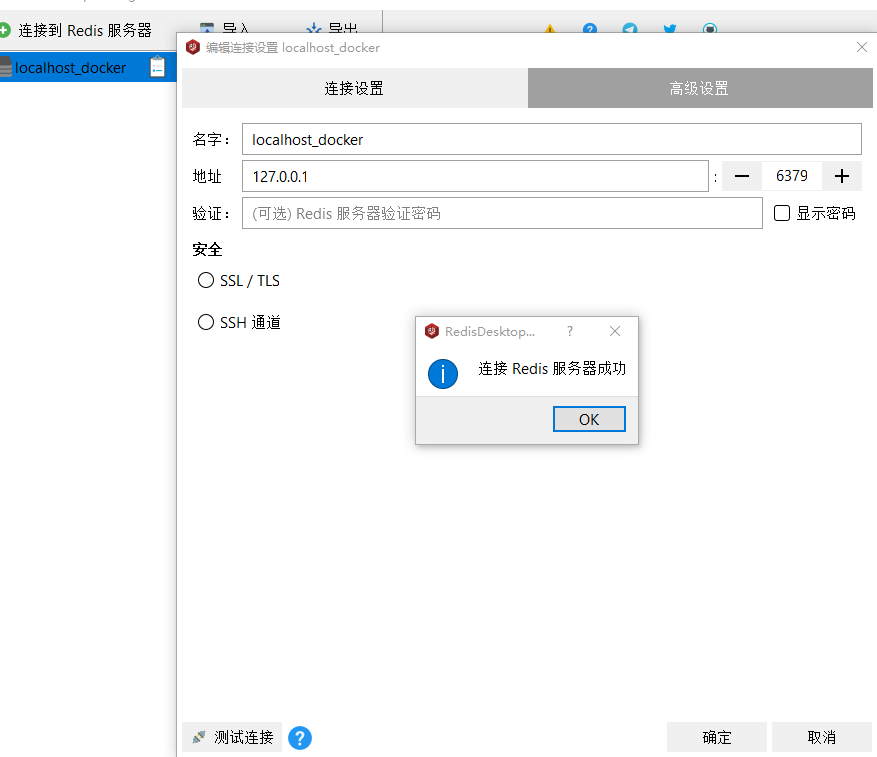 连接到 Redis 服务器
导入
导出
localhost_docker
编辑连接设置 localhost_docker
连接设置
高级设置
名字：
localhost_docker
地址
127.0.0.1
:
6379
验证：
(可选) Redis 服务器验证密码
显示密码
安全
SSL / TLS
SSH 通道
RedisDesktop...
?
连接 Redis 服务器成功
OK
测试连接
?
确定
取消